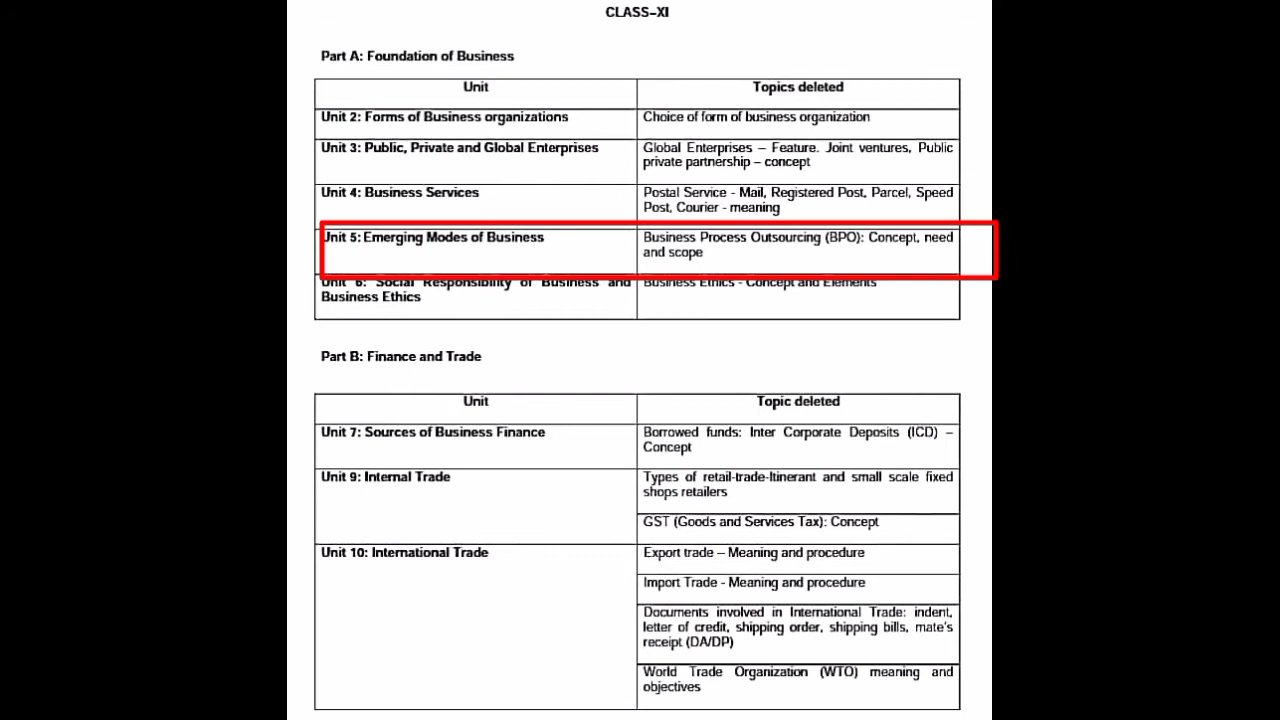 CLASS–XI
Part A: Foundation of Business
Unit
Topics deleted
Unit 2: Forms of Business organizations
Choice of form of business organization
Unit 3: Public, Private and Global Enterprises
Global Enterprises – Feature. Joint ventures, Public
private partnership – concept
Unit 4: Business Services
Postal Service - Mail, Registered Post, Parcel, Speed
Post, Courier - meaning
Unit 5: Emerging Modes of Business
Business Process Outsourcing (BPO): Concept, need
and scope
Unit 6: Social Responsibility of Business and
Business Ethics
Business Ethics - Concept and Elements
Part B: Finance and Trade
Unit
Topic deleted
Unit 7: Sources of Business Finance
Borrowed funds: Inter Corporate Deposits (ICD) –
Concept
Unit 9: Internal Trade
Types of retail-trade-Itinerant and small scale fixed
shops retailers
GST (Goods and Services Tax): Concept
Unit 10: International Trade
Export trade – Meaning and procedure
Import Trade - Meaning and procedure
Documents involved in International Trade: indent,
letter of credit, shipping order, shipping bills, mate's
receipt (DA/DP)
World Trade Organization (WTO) meaning and
objectives